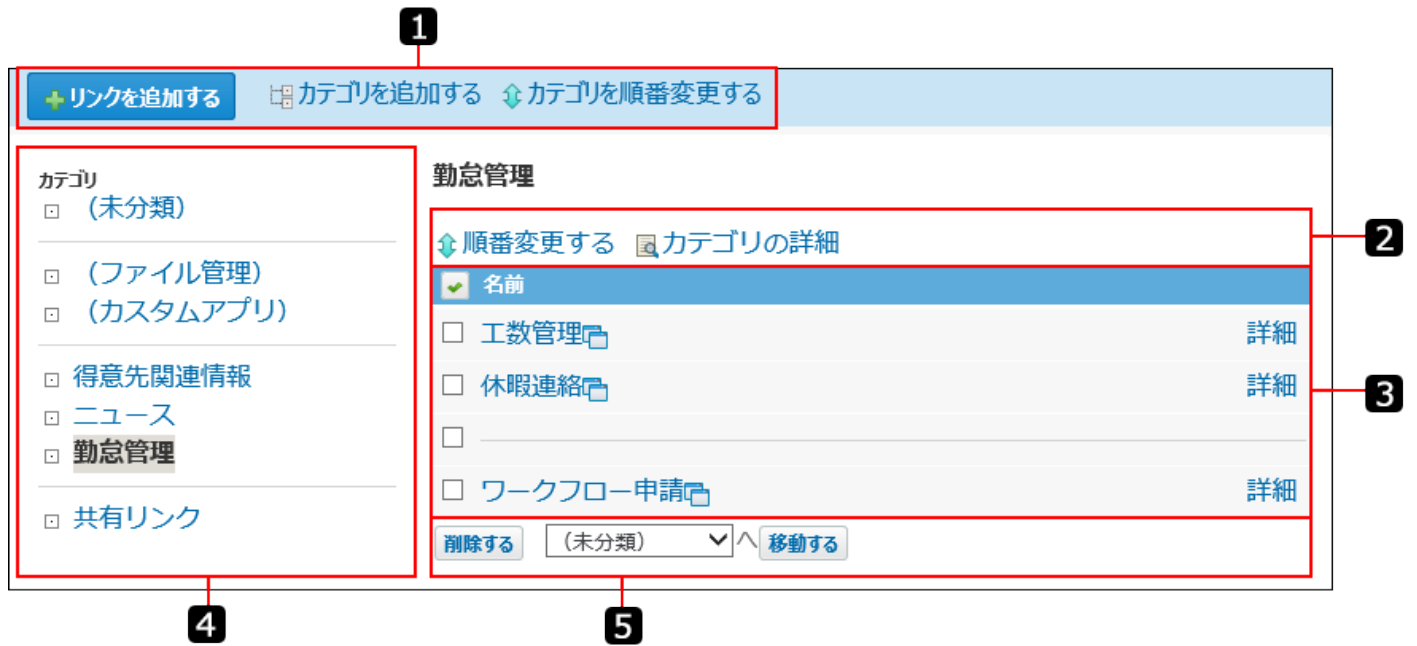 1
リンクを追加する カテゴリを追加する カテゴリを順番変更する
カテゴリ
(未分類)
(ファイル管理)
(カスタムアプリ)
得意先関連情報
ニュース
勤怠管理
共有リンク
4
勤怠管理
順番変更する カテゴリの詳細
2
名前
工数管理 詳細
休暇連絡 詳細
3
ワークフロー申請 詳細
削除する (未分類) へ 移動する
5